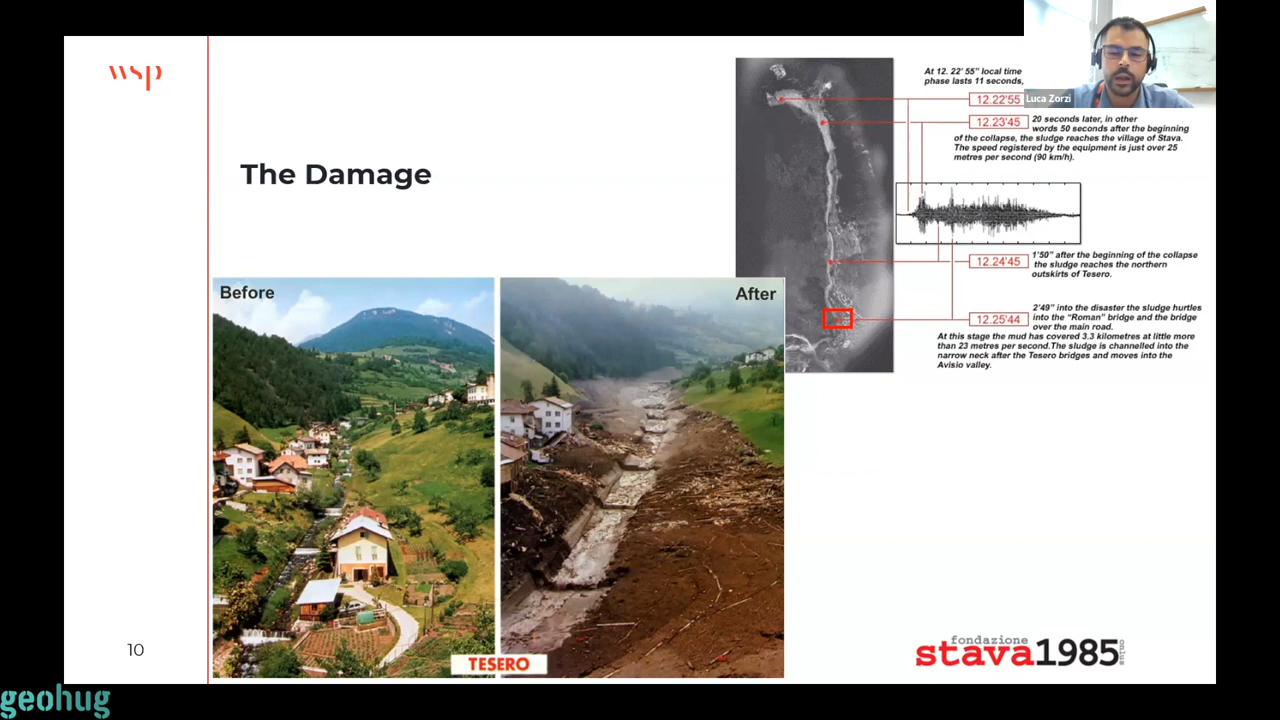 wsp
The Damage
At 12. 22' 55" local time
phase lasts 11 seconds,
12.22'55
Luca Zorzi
12.23'45
20 seconds later, in other
words 50 seconds after the beginning
of the collapse, the sludge reaches the village of Stava.
The speed registered by the equipment is just over 25
metres per second (90 km/h).
12.24'45
1'50" after the beginning of the collapse
the sludge reaches the northern
outskirts of Tesero.
12.25'44
2'49" into the disaster the sludge hurtles
into the "Roman" bridge and the bridge
over the main road.
At this stage the mud has covered 3.3 kilometres at little more
than 23 metres per second.The sludge is channelled into the
narrow neck after the Tesero bridges and moves into the
Avisio valley.
Before
After
TESERO
10
fondazione
stava1985
onlus
geohug